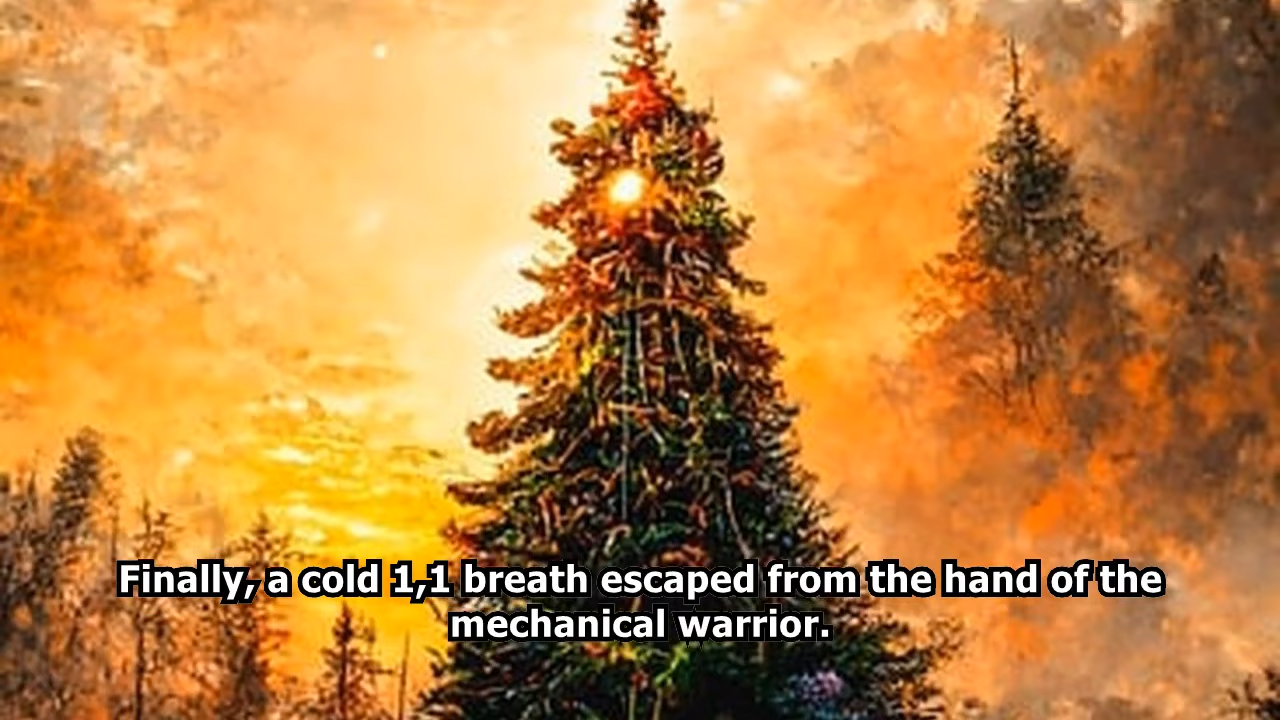 Finally, a cold 1,1 breath escaped from the hand of the
mechanical warrior.